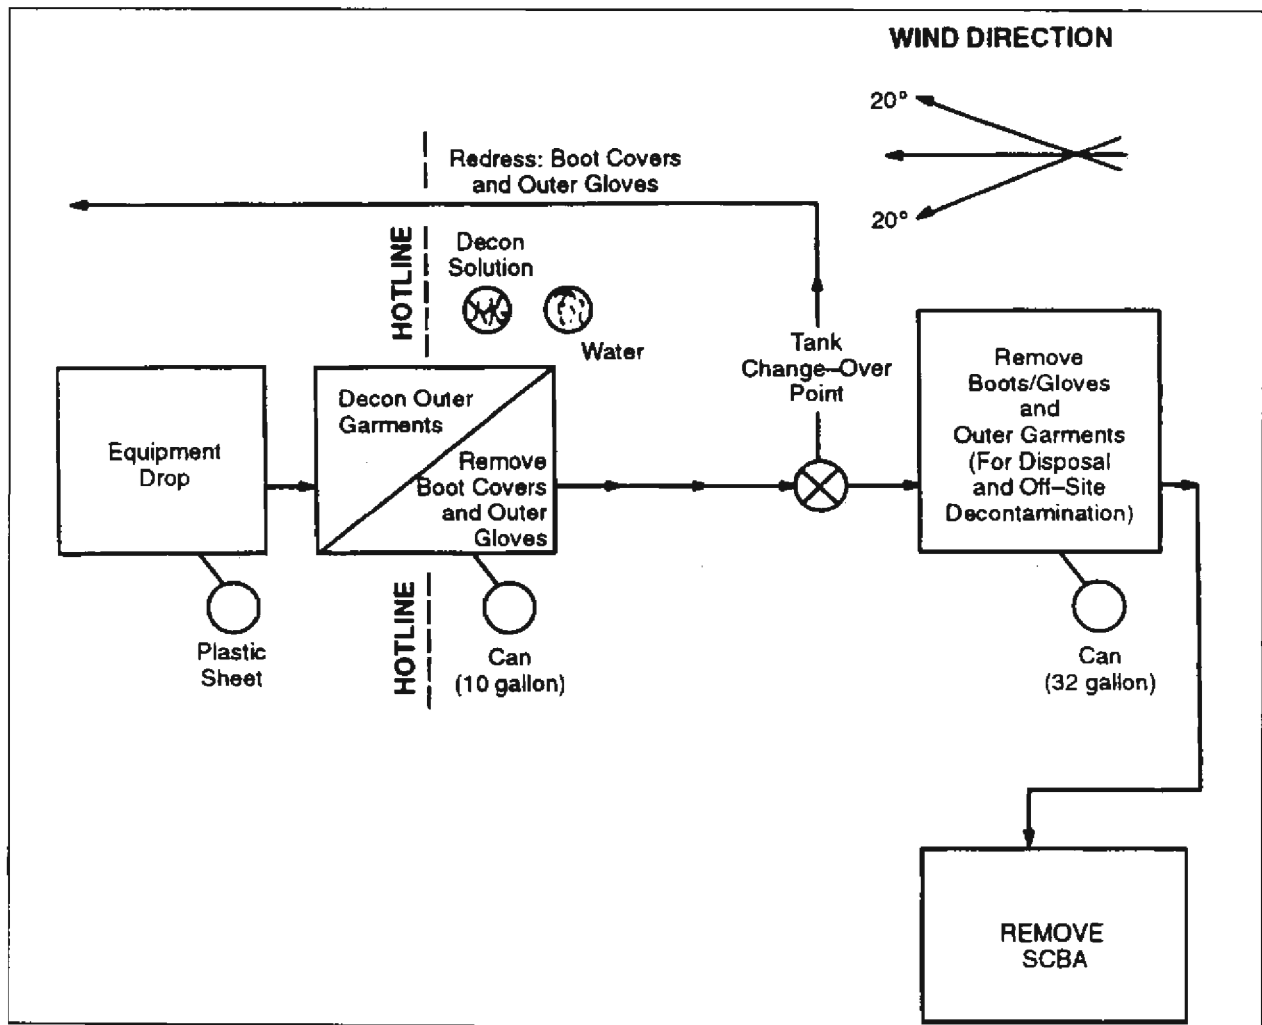 WIND DIRECTION
20°
20°
Redress: Boot Covers
and Outer Gloves
HOTLINE
Decon
Solution
Water
Tank
Change–Over
Point
Equipment
Drop
Decon Outer
Garments
Remove
Boot Covers
and Outer
Gloves
Remove
Boots/Gloves
and
Outer Garments
(For Disposal
and Off–Site
Decontamination)
Plastic
Sheet
HOTLINE
Can
(10 gallon)
Can
(32 gallon)
REMOVE
SCBA